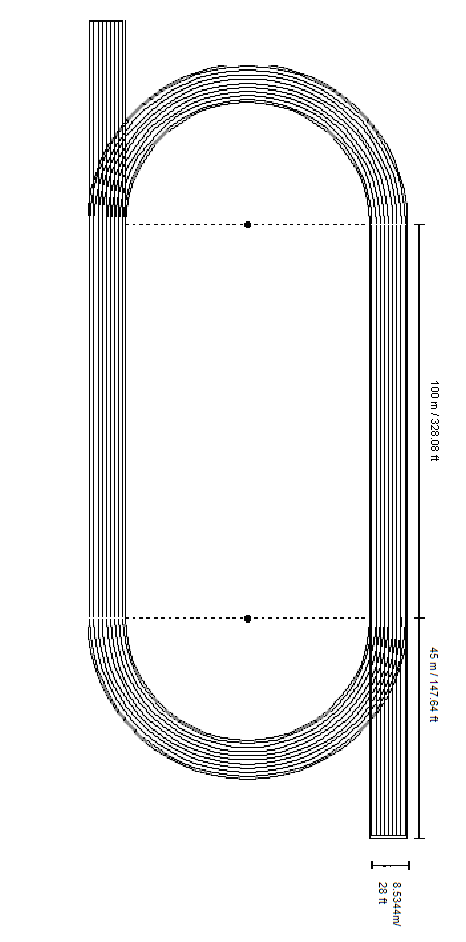 100 m / 328.08 ft
45 m / 147.64 ft
8.5344m/
28 ft